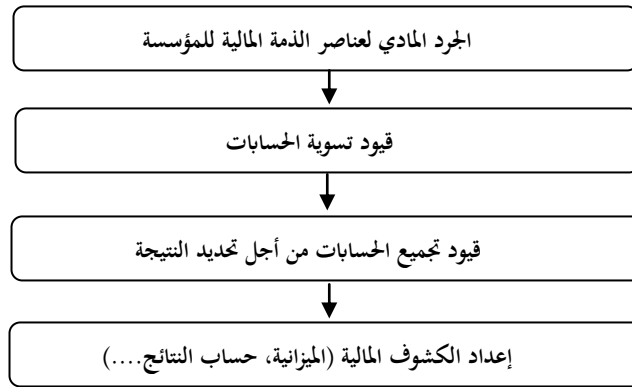 الجرد المادي لعناصر الذمة المالية للمؤسسة
قيود تسوية الحسابات
قيود تجميع الحسابات من أجل تحديد النتيجة
إعداد الكشوف المالية (الميزانية، حساب النتائج....)